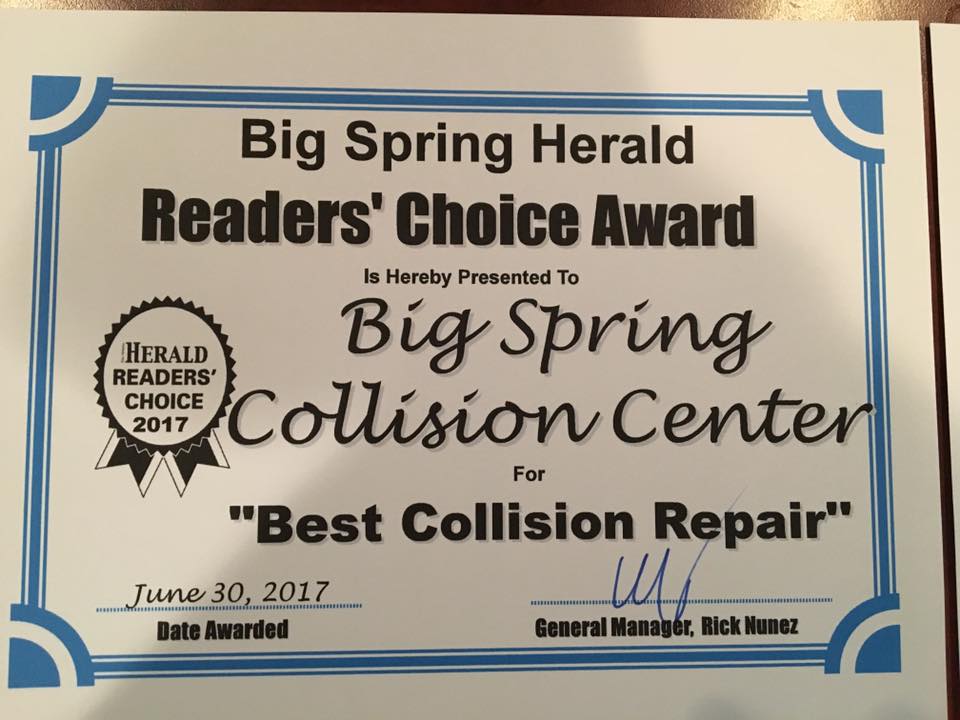 Big Spring Herald
Readers' Choice Award
Is Hereby Presented To
Big Spring
Collision Center
HERALD
READERS'
CHOICE
2017
For
"Best Collision Repair"
June 30, 2017
Date Awarded
General Manager, Rick Nunez